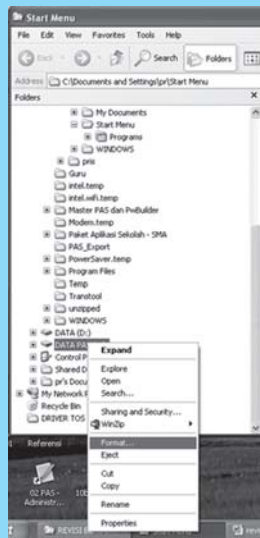 Start Menu
File Edit View Favorites Tools Help
Back Search Folders
Address C:\Documents and Settings\pr\Start Menu
Folders
My Documents
Start Menu
Programs
WINDOWS
pris
Guru
intel.temp
intel.wifi.temp
Master PAS dan PwBuilder
Modem.temp
Paket Aplikasi Sekolah - SMA
PAS_Export
PowerSaver.temp
Program Files
Temp
Transtool
unzipped
WINDOWS
DATA (D:)
DATA PA
Control P
Shared D
pr's Docu
My Network
Recycle Bin
DRIVER TOS
Expand
Explore
Open
Search...
Sharing and Security...
WinZip
Format...
Eject
Cut
Copy
Rename
Properties
Referensi
02 PAS -
Administr...
REVISI